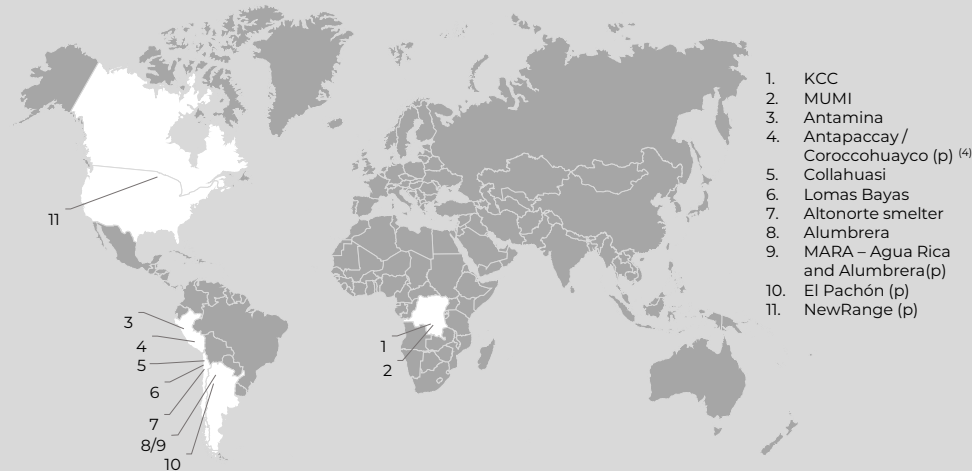 1. KCC
2. MUMI
3. Antamina
4. Antapaccay /
Coroccohuayco (p) (4)
5. Collahuasi
6. Lomas Bayas
7. Altonorte smelter
8. Alumbrera
9. MARA – Agua Rica
and Alumbrera(p)
10. El Pachón (p)
11. NewRange (p)
11
3
4
5
6
7
8/9
10
1
2